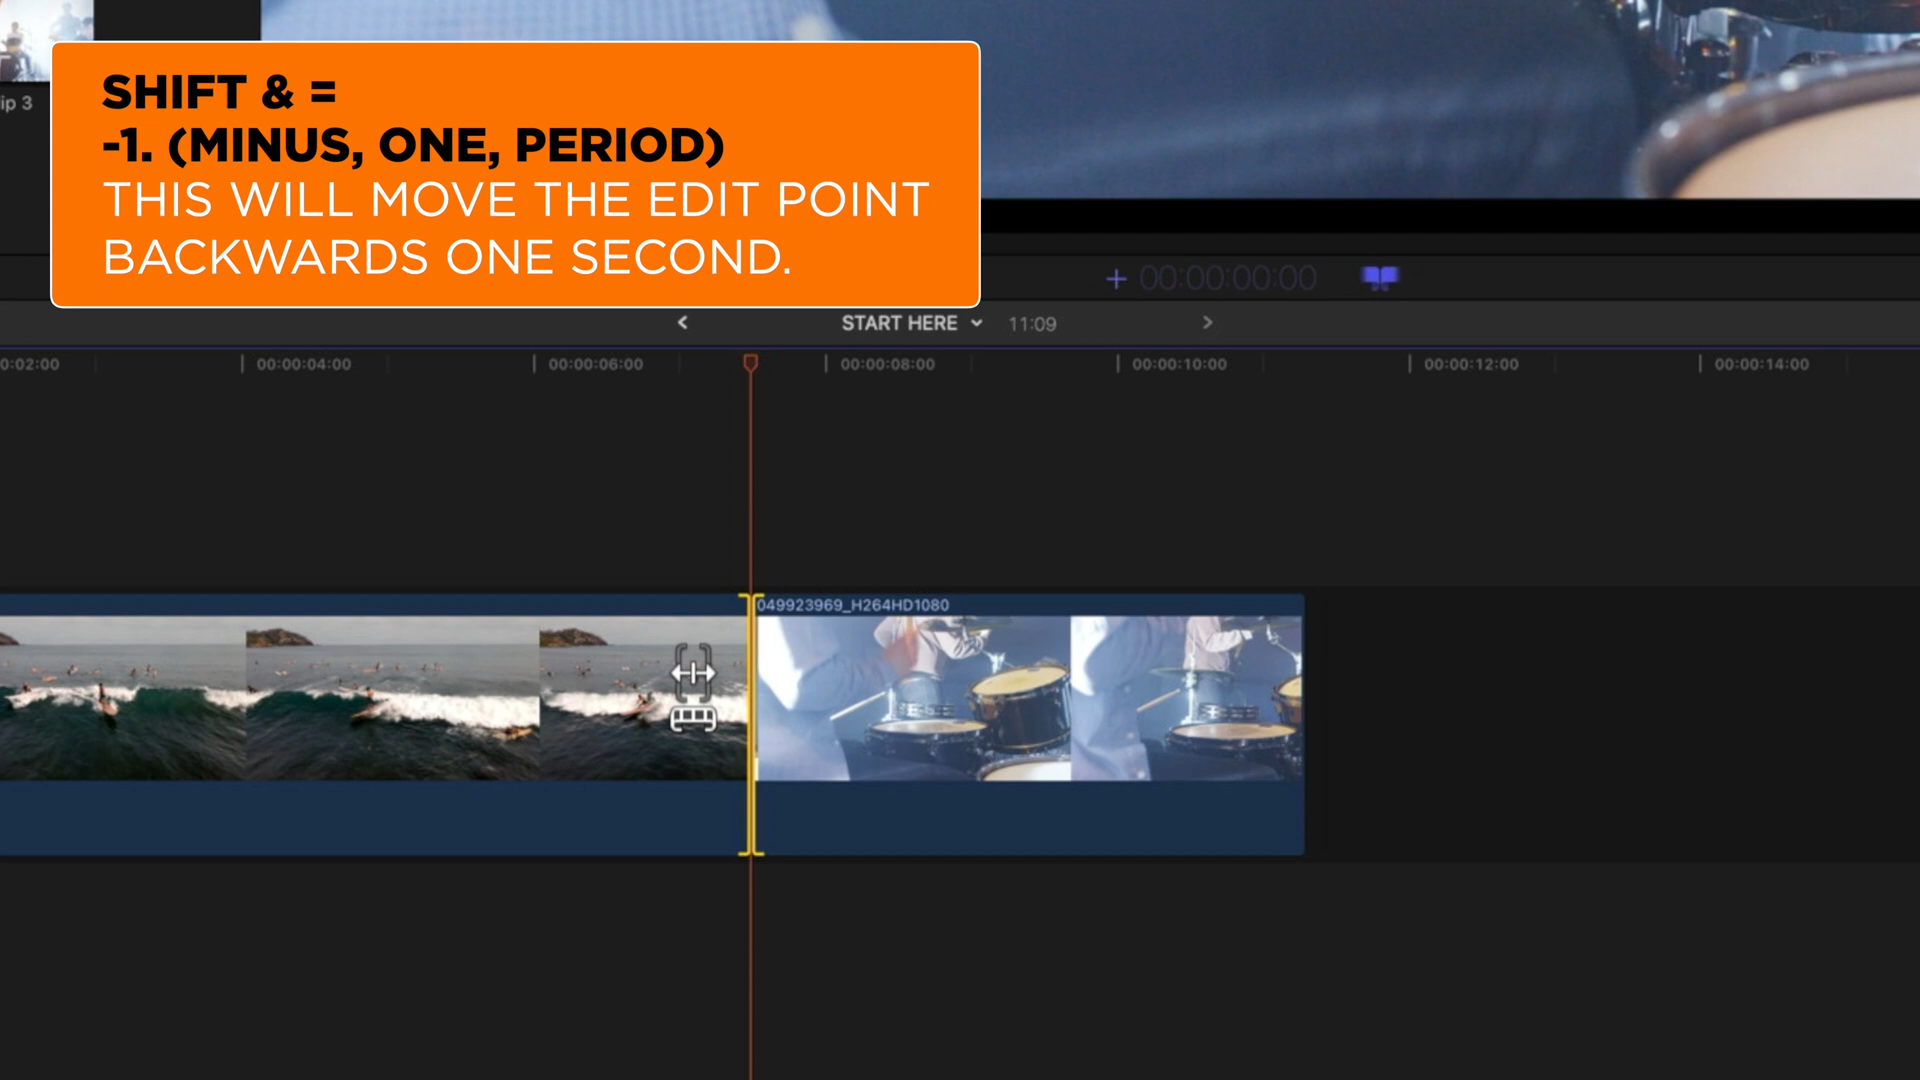 SHIFT & =
-1. (MINUS, ONE, PERIOD)
THIS WILL MOVE THE EDIT POINT
BACKWARDS ONE SECOND.
ip 3
+ 00:00:00:00
< START HERE 11:09 >
0:02:00 00:00:04:00 00:00:06:00 00:00:08:00 00:00:10:00 00:00:12:00 00:00:14:00
049923969_H264HD1080